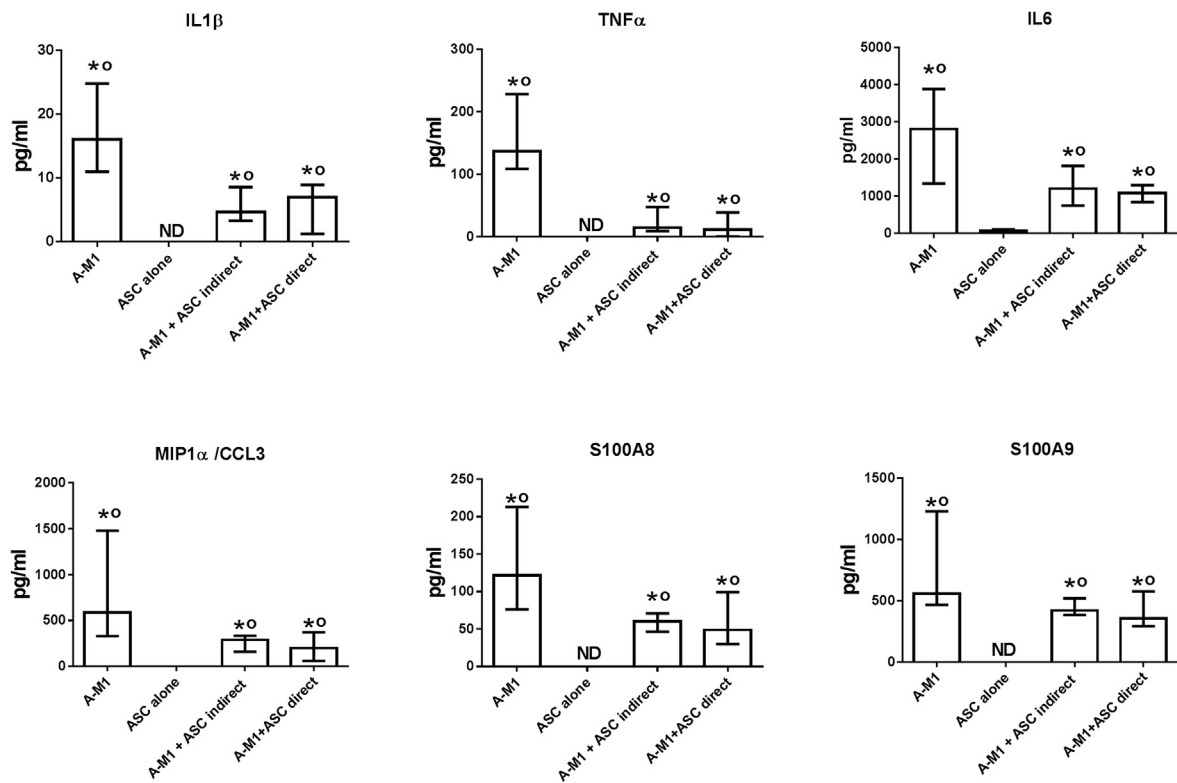 IL1β
pg/ml
30
20
10
0
*o
ND
*o
*o
A-M1
ASC alone
A-M1 + ASC indirect
A-M1+ASC direct
TNFα
pg/ml
300
200
100
0
*o
ND
*o
*o
A-M1
ASC alone
A-M1 + ASC indirect
A-M1+ASC direct
IL6
pg/ml
5000
4000
3000
2000
1000
0
*o
*o
*o
A-M1
ASC alone
A-M1 + ASC indirect
A-M1+ASC direct
MIP1α /CCL3
pg/ml
2000
1500
1000
500
0
*o
*o
*o
A-M1
ASC alone
A-M1 + ASC indirect
A-M1+ASC direct
S100A8
pg/ml
250
200
150
100
50
0
*o
ND
*o
*o
A-M1
ASC alone
A-M1 + ASC indirect
A-M1+ASC direct
S100A9
pg/ml
1500
1000
500
0
*o
ND
*o
*o
A-M1
ASC alone
A-M1 + ASC indirect
A-M1+ASC direct